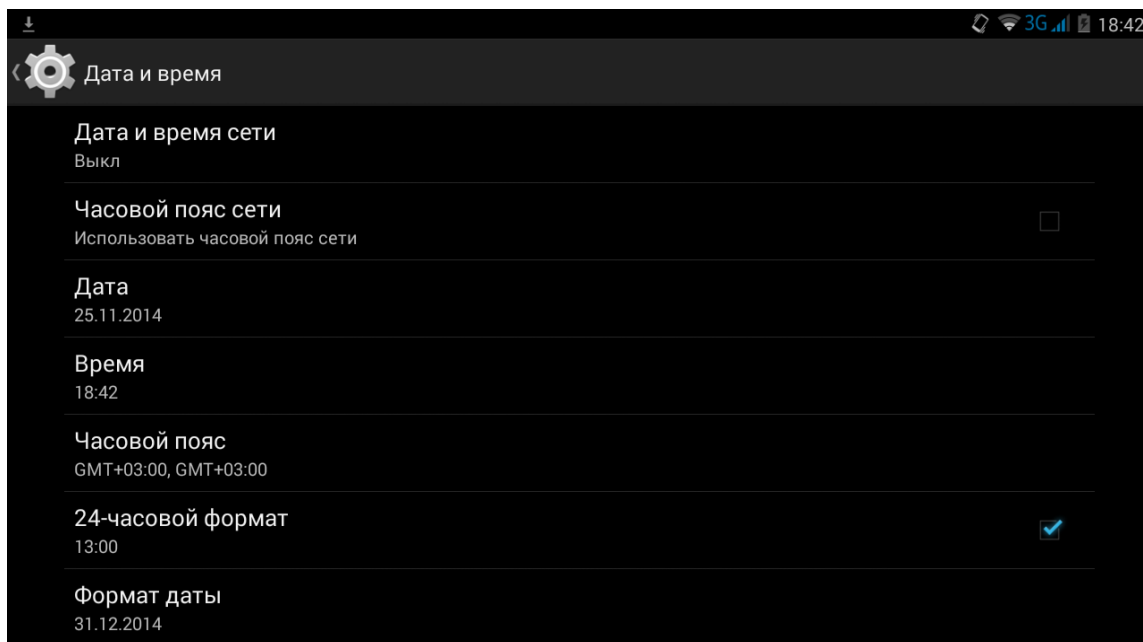 3G 18:42
Дата и время
Дата и время сети
Выкл
Часовой пояс сети
Использовать часовой пояс сети
Дата
25.11.2014
Время
18:42
Часовой пояс
GMT+03:00, GMT+03:00
24-часовой формат
13:00
Формат даты
31.12.2014